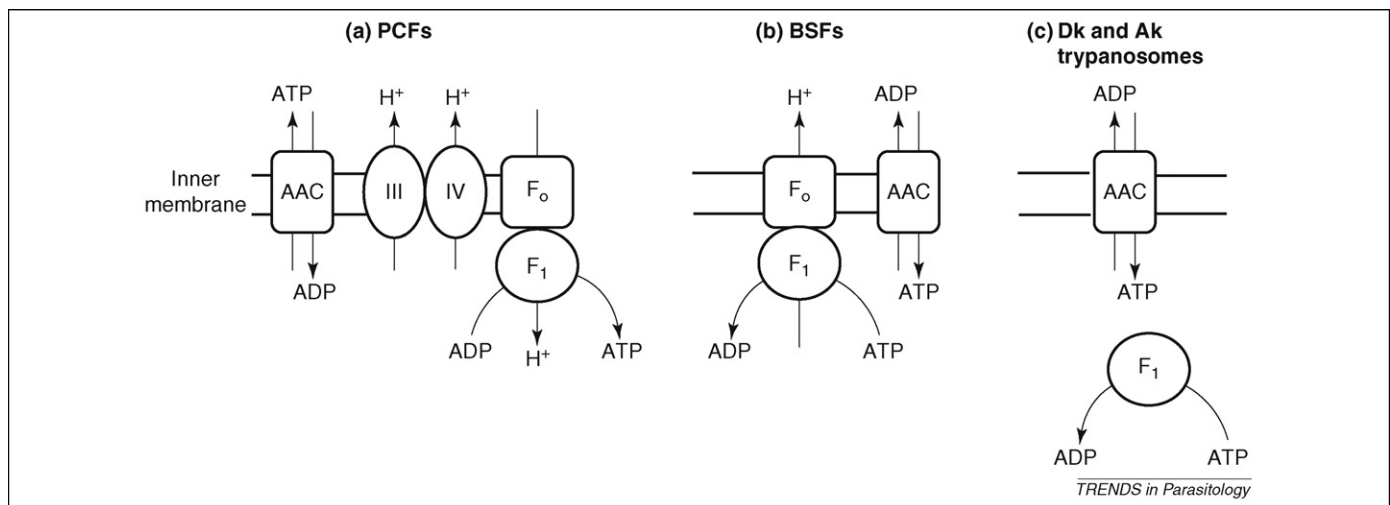 (a) PCFs
(b) BSFs
(c) Dk and Ak
trypanosomes
ATP
H+
H+
Inner
membrane
AAC
III
IV
Fo
F1
ADP
ADP
H+
ATP
H+
ADP
Fo
AAC
F1
ATP
ADP
ATP
ADP
AAC
ATP
F1
ADP
ATP
TRENDS in Parasitology